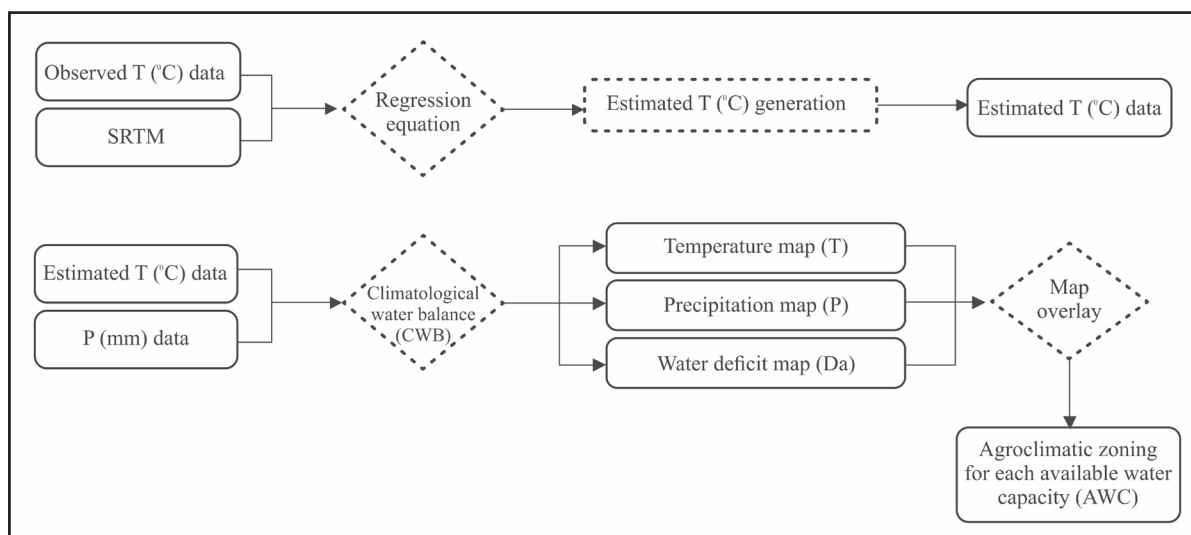 Observed T (°C) data
SRTM
Regression
equation
Estimated T (°C) generation
Estimated T (°C) data
Estimated T (°C) data
P (mm) data
Climatological
water balance
(CWB)
Temperature map (T)
Precipitation map (P)
Water deficit map (Da)
Map
overlay
Agroclimatic zoning
for each available water
capacity (AWC)